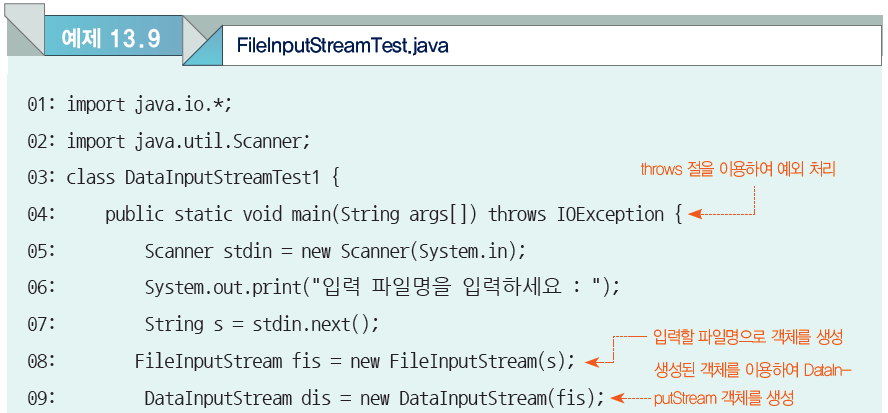 예제 13.9
FileInputStreamTest.java
01: import java.io.*;
02: import java.util.Scanner;
03: class DataInputStreamTest1 {
throws 절을 이용하여 예외 처리
04: public static void main(String args[]) throws IOException {
05: Scanner stdin = new Scanner(System.in);
06: System.out.print("입력 파일명을 입력하세요 : ");
07: String s = stdin.next();
입력할 파일명으로 객체를 생성
08: FileInputStream fis = new FileInputStream(s);
생성된 객체를 이용하여 DataIn-
09: DataInputStream dis = new DataInputStream(fis);
putStream 객체를 생성